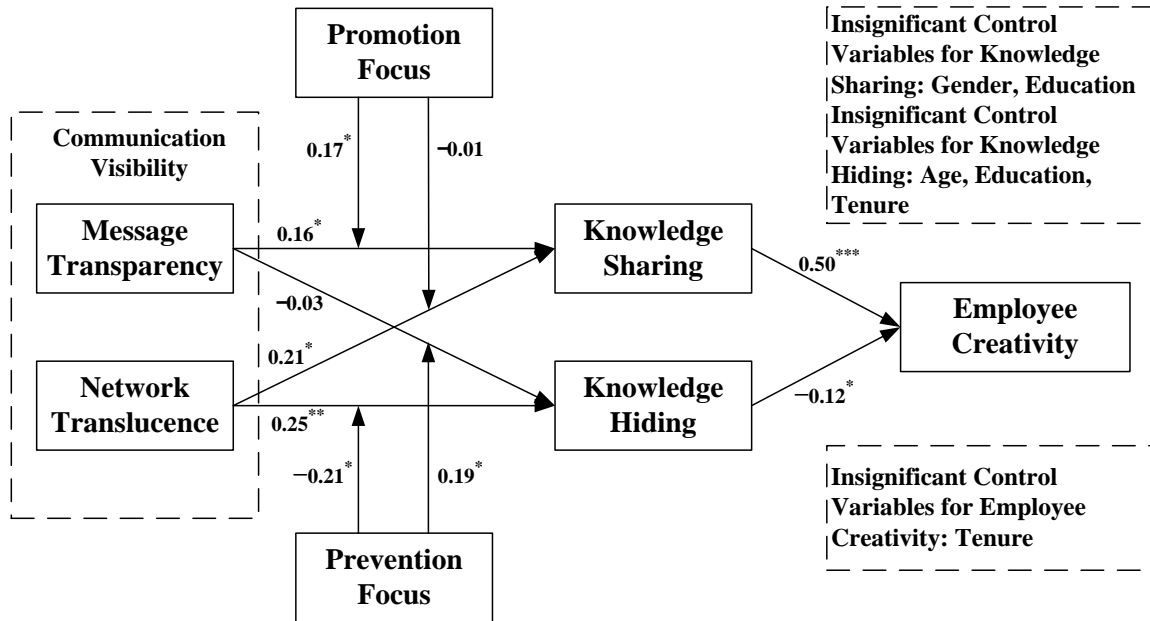 Promotion
Focus
Insignificant Control
Variables for Knowledge
Sharing: Gender, Education
Insignificant Control
Variables for Knowledge
Hiding: Age, Education,
Tenure
Communication
Visibility
0.17*
−0.01
Message
Transparency
0.16*
Knowledge
Sharing
0.50***
−0.03
Employee
Creativity
Network
Translucence
0.21*
0.25**
Knowledge
Hiding
−0.12*
−0.21*
0.19*
Insignificant Control
Variables for Employee
Creativity: Tenure
Prevention
Focus